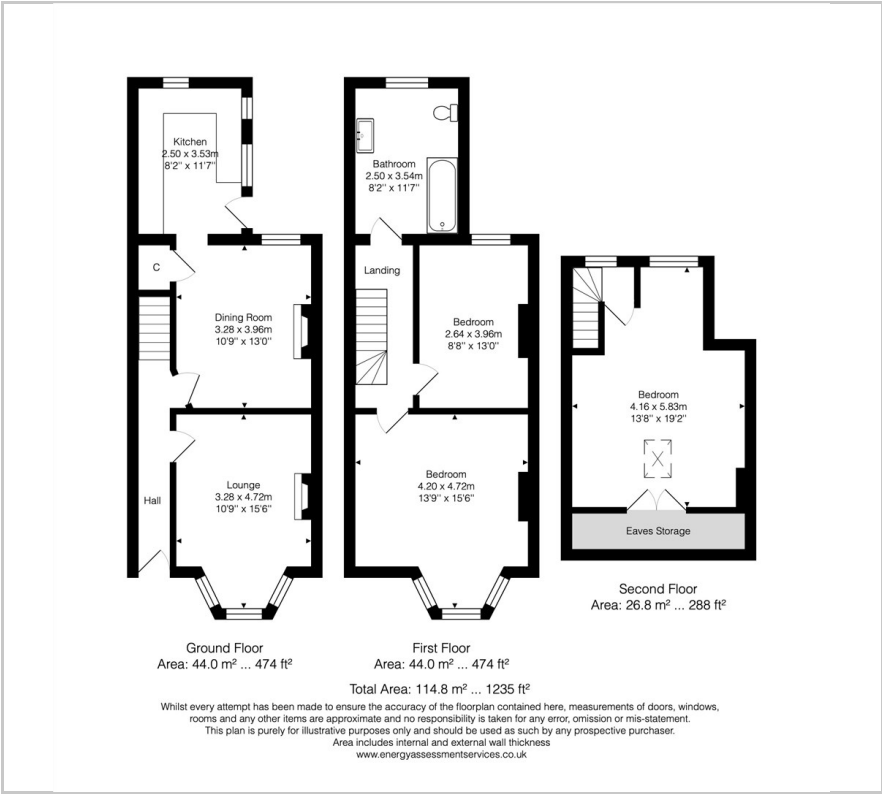 Kitchen
2.50 x 3.53m
8'2" x 11'7"
Bathroom
2.50 x 3.54m
8'2" x 11'7"
C
Landing
Dining Room
3.28 x 3.96m
10'9" x 13'0"
Bedroom
2.64 x 3.96m
8'8" x 13'0"
Bedroom
4.16 x 5.83m
13'8" x 19'2"
Hall
Lounge
3.28 x 4.72m
10'9" x 15'6"
Bedroom
4.20 x 4.72m
13'9" x 15'6"
Eaves Storage
Second Floor
Area: 26.8 m² ... 288 ft²
Ground Floor
Area: 44.0 m² ... 474 ft²
First Floor
Area: 44.0 m² ... 474 ft²
Total Area: 114.8 m² ... 1235 ft²
Whilst every attempt has been made to ensure the accuracy of the floorplan contained here, measurements of doors, windows,
rooms and any other items are approximate and no responsibility is taken for any error, omission or mis-statement.
This plan is purely for illustrative purposes only and should be used as such by any prospective purchaser.
Area includes internal and external wall thickness
www.energyassessmentservices.co.uk